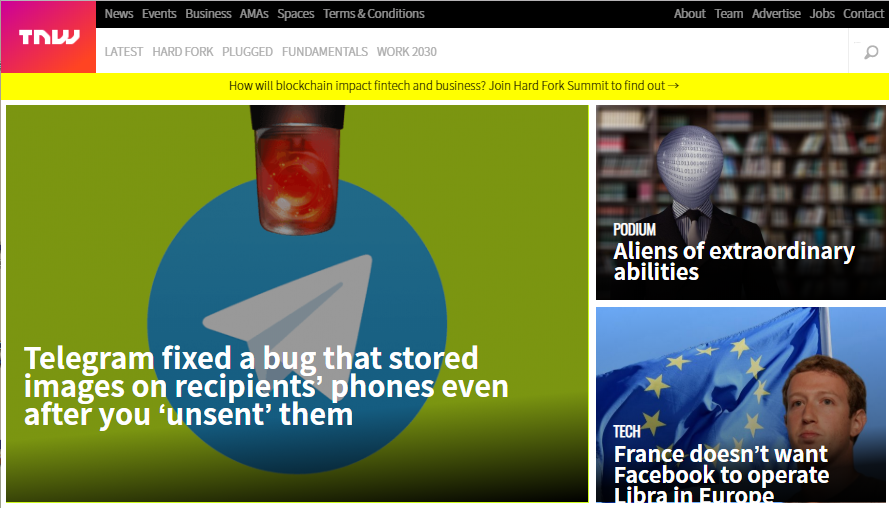 TNW
News Events Business AMAs Spaces Terms & Conditions
About Team Advertise Jobs Contact
LATEST HARD FORK PLUGGED FUNDAMENTALS WORK 2030
How will blockchain impact fintech and business? Join Hard Fork Summit to find out →
Telegram fixed a bug that stored
images on recipients’ phones even
after you ‘unsent’ them
PODIUM
Aliens of extraordinary
abilities
TECH
France doesn’t want
Facebook to operate
Libra in Europe